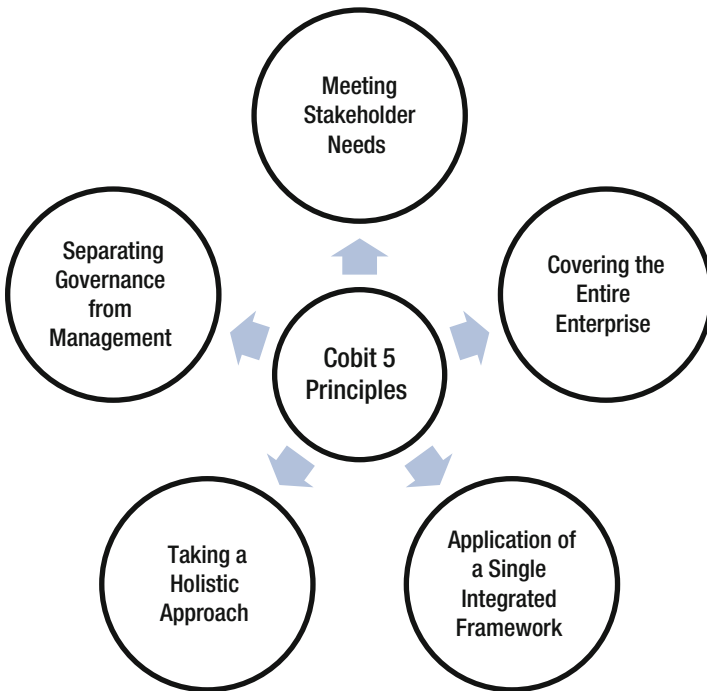 Meeting
Stakeholder
Needs
Separating
Governance
from
Management
Covering the
Entire
Enterprise
Cobit 5
Principles
Taking a
Holistic
Approach
Application of
a Single
Integrated
Framework